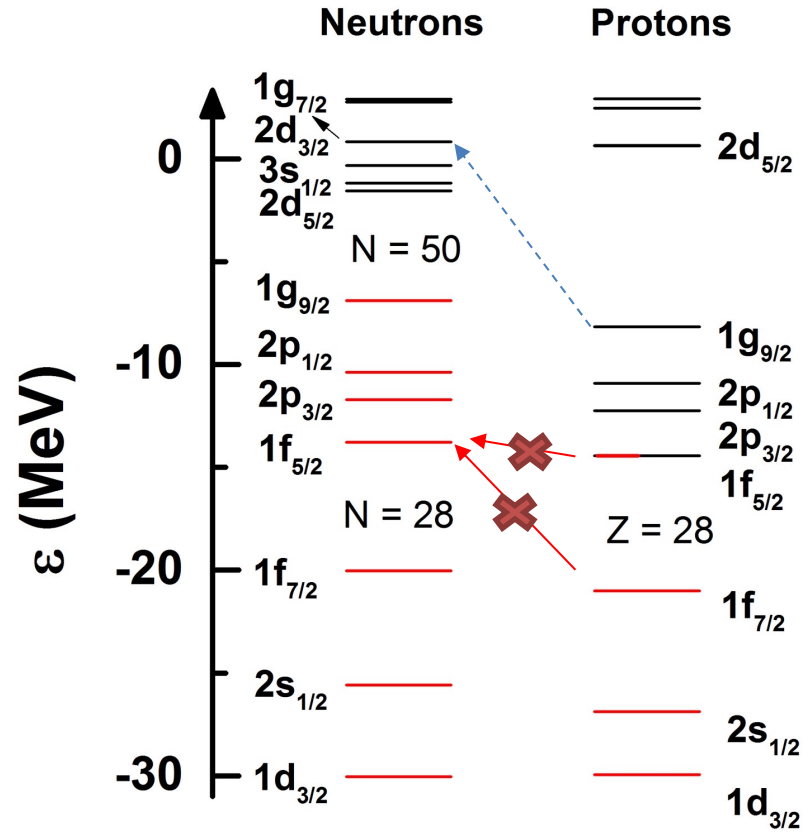 Neutrons Protons
ε (MeV)
0
-10
-20
-30
1g7/2
2d3/2
3s1/2
2d5/2
N = 50
1g9/2
2p1/2
2p3/2
1f5/2
N = 28
1f7/2
2s1/2
1d3/2
2d5/2
1g9/2
2p1/2
2p3/2
1f5/2
Z = 28
1f7/2
2s1/2
1d3/2